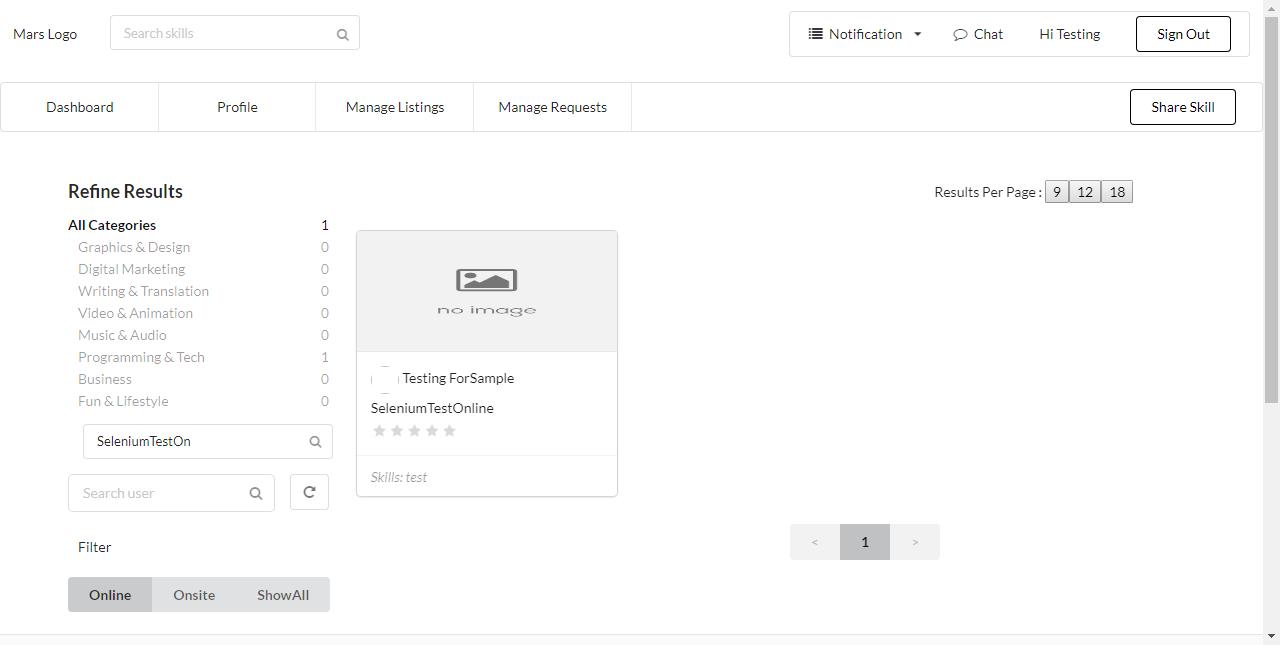 Mars Logo
Search skills
Notification
Chat
Hi Testing
Sign Out
Dashboard
Profile
Manage Listings
Manage Requests
Share Skill
Refine Results
Results Per Page : 9 12 18
All Categories 1
Graphics & Design 0
Digital Marketing 0
Writing & Translation 0
Video & Animation 0
Music & Audio 0
Programming & Tech 1
Business 0
Fun & Lifestyle 0
SeleniumTestOn
Search user
Filter
Online
Onsite
ShowAll
no image
Testing ForSample
SeleniumTestOnline
Skills: test
< 1 >